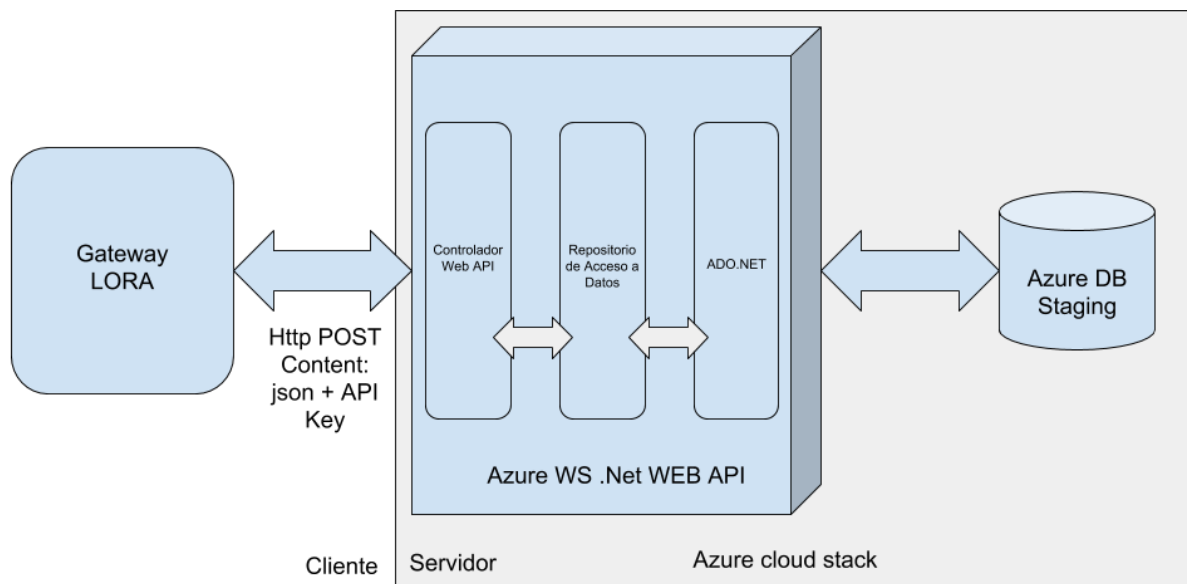 Gateway
LORA
Http POST
Content:
json + API
Key
Controlador
Web API
Repositorio
de Acceso a
Datos
ADO.NET
Azure WS .Net WEB API
Azure DB
Staging
Cliente
Servidor
Azure cloud stack